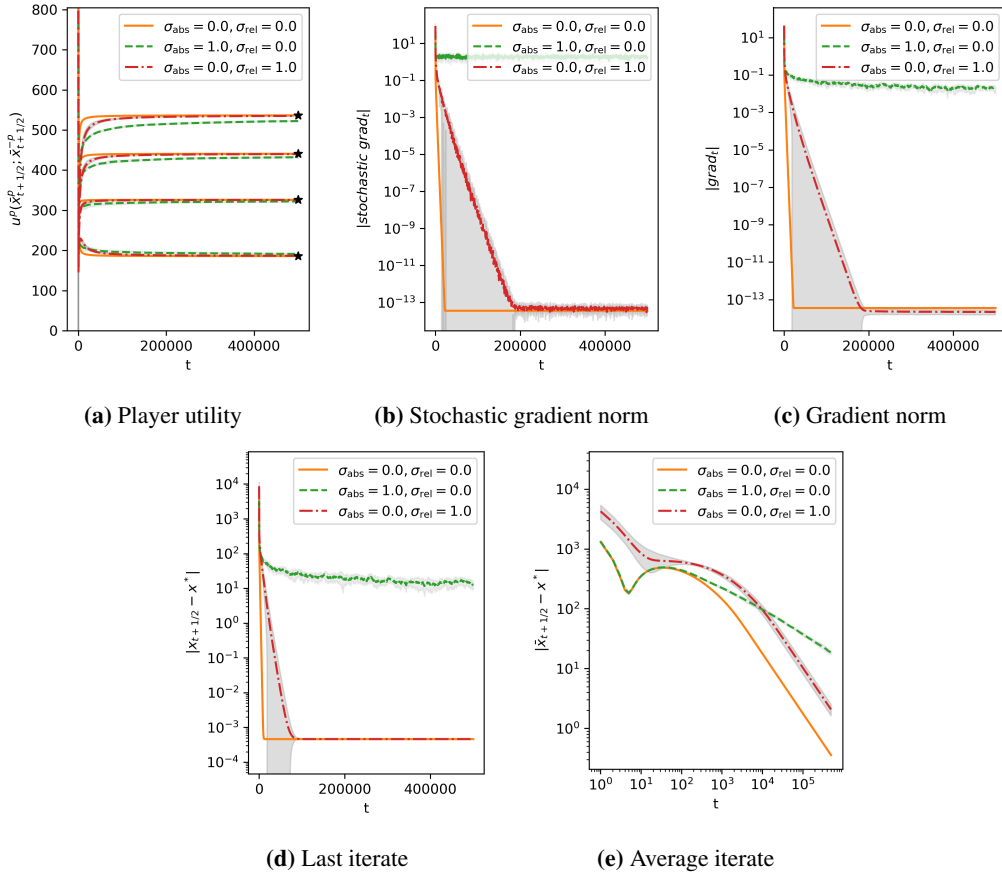 800
700
600
500
400
300
200
100
0
u^p(x̄^p_{t+1/2}; x̄^{-p}_{t+1/2})
σ_abs = 0.0, σ_rel = 0.0
σ_abs = 1.0, σ_rel = 0.0
σ_abs = 0.0, σ_rel = 1.0
0 200000 400000
t
(a) Player utility
10^1
10^{-1}
10^{-3}
10^{-5}
10^{-7}
10^{-9}
10^{-11}
10^{-13}
|stochastic grad_t|
σ_abs = 0.0, σ_rel = 0.0
σ_abs = 1.0, σ_rel = 0.0
σ_abs = 0.0, σ_rel = 1.0
0 200000 400000
t
(b) Stochastic gradient norm
10^1
10^{-1}
10^{-3}
10^{-5}
10^{-7}
10^{-9}
10^{-11}
10^{-13}
|grad_t|
σ_abs = 0.0, σ_rel = 0.0
σ_abs = 1.0, σ_rel = 0.0
σ_abs = 0.0, σ_rel = 1.0
0 200000 400000
t
(c) Gradient norm
10^4
10^3
10^2
10^1
10^0
10^{-1}
10^{-2}
10^{-3}
10^{-4}
|x_{t+1/2} − x^*|
σ_abs = 0.0, σ_rel = 0.0
σ_abs = 1.0, σ_rel = 0.0
σ_abs = 0.0, σ_rel = 1.0
0 200000 400000
t
(d) Last iterate
10^4
10^3
10^2
10^1
10^0
|x̄_{t+1/2} − x^*|
σ_abs = 0.0, σ_rel = 0.0
σ_abs = 1.0, σ_rel = 0.0
σ_abs = 0.0, σ_rel = 1.0
10^0 10^1 10^2 10^3 10^4 10^5
t
(e) Average iterate